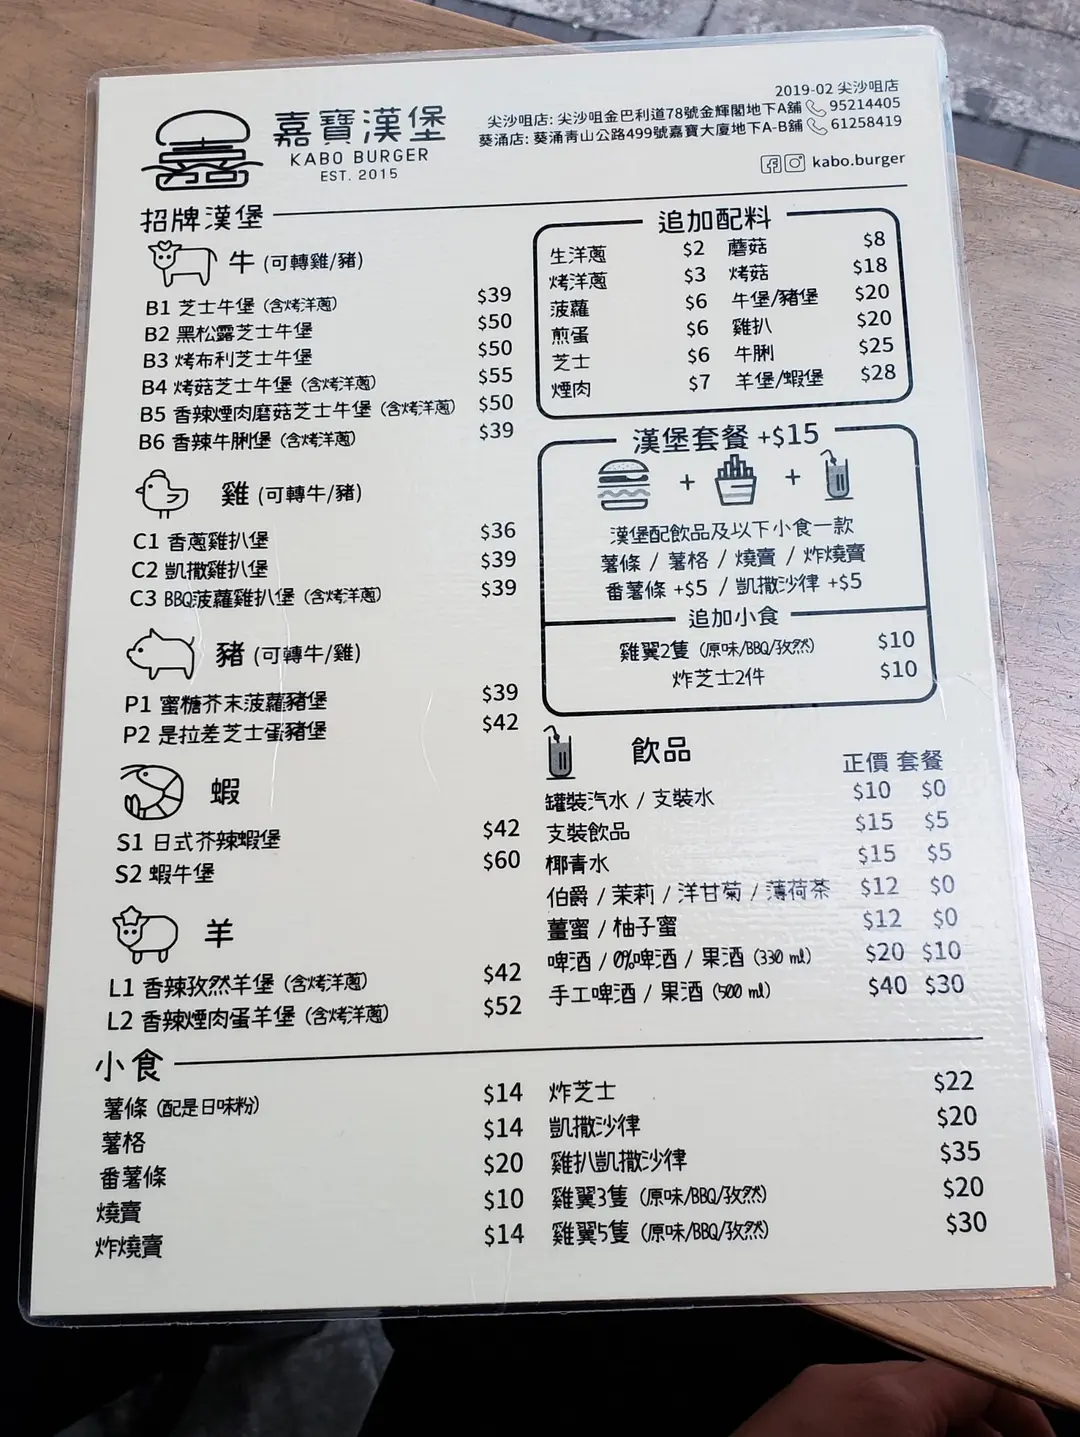 嘉寶漢堡
KABO BURGER
EST. 2015
2019-02 尖沙咀店
尖沙咀店: 尖沙咀金巴利道78號金輝閣地下A舖 95214405
葵涌店: 葵涌青山公路499號嘉寶大廈地下A-B舖 61258419
kabo.burger
招牌漢堡
牛 (可轉雞/豬)
B1 芝士牛堡 (含烤洋蔥) $39
B2 黑松露芝士牛堡 $50
B3 烤布利芝士牛堡 $50
B4 烤菇芝士牛堡 (含烤洋蔥) $55
B5 香辣煙肉蘑菇芝士牛堡 (含烤洋蔥) $50
B6 香辣牛脷堡 (含烤洋蔥) $39
雞 (可轉牛/豬)
C1 香蔥雞扒堡 $36
C2 凱撒雞扒堡 $39
C3 BBQ菠蘿雞扒堡 (含烤洋蔥) $39
豬 (可轉牛/雞)
P1 蜜糖芥末菠蘿豬堡 $39
P2 是拉差芝士蛋豬堡 $42
蝦
S1 日式芥辣蝦堡 $42
S2 蝦牛堡 $60
羊
L1 香辣孜然羊堡 (含烤洋蔥) $42
L2 香辣煙肉蛋羊堡 (含烤洋蔥) $52
追加配料
生洋蔥 $2 蘑菇 $8
烤洋蔥 $3 烤菇 $18
菠蘿 $6 牛堡/豬堡 $20
煎蛋 $6 雞扒 $20
芝士 $6 牛脷 $25
煙肉 $7 羊堡/蝦堡 $28
漢堡套餐 +$15
+ +
漢堡配飲品及以下小食一款
薯條 / 薯格 / 燒賣 / 炸燒賣
番薯條 +$5 / 凱撒沙律 +$5
追加小食
雞翼2隻 (原味/BBQ/孜然) $10
炸芝士2件 $10
飲品 正價 套餐
罐裝汽水 / 支裝水 $10 $0
支裝飲品 $15 $5
椰青水 $15 $5
伯爵 / 茉莉 / 洋甘菊 / 薄荷茶 $12 $0
薑蜜 / 柚子蜜 $12 $0
啤酒 / 0%啤酒 / 果酒 (330 ml) $20 $10
手工啤酒 / 果酒 (500 ml) $40 $30
小食
薯條 (配是日味粉) $14
薯格 $14
番薯條 $20
燒賣 $10
炸燒賣 $14
炸芝士 $22
凱撒沙律 $20
雞扒凱撒沙律 $35
雞翼3隻 (原味/BBQ/孜然) $20
雞翼5隻 (原味/BBQ/孜然) $30